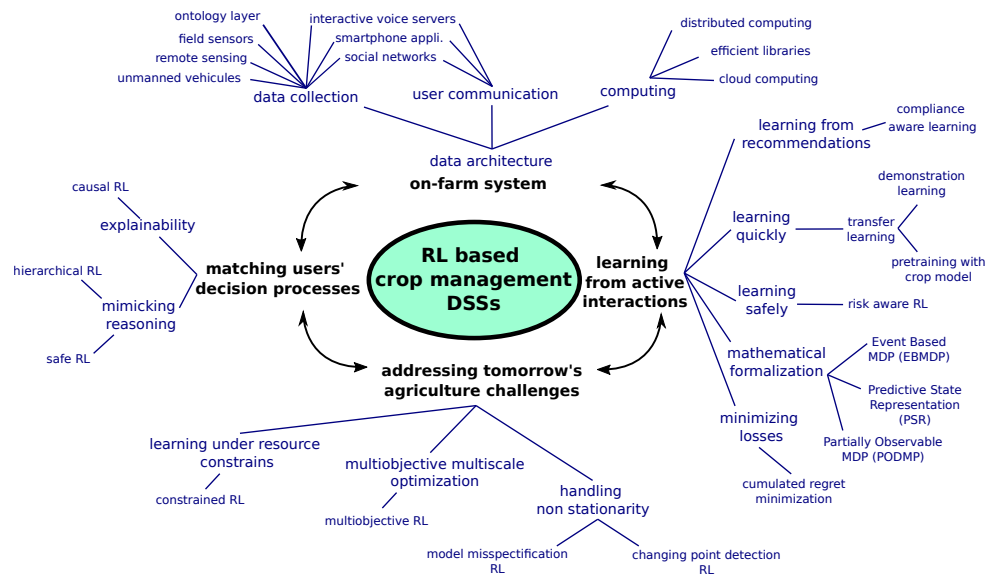 ontology layer
field sensors
remote sensing
unmanned vehicules
data collection
interactive voice servers
smartphone appli.
social networks
user communication
distributed computing
efficient libraries
cloud computing
computing
data architecture
on-farm system
causal RL
explainability
hierarchical RL
mimicking
reasoning
safe RL
matching users'
decision processes
RL based
crop management
DSSs
learning
from active
interactions
learning from
recommendations
compliance
aware learning
learning
quickly
transfer
learning
demonstration
learning
pretraining with
crop model
learning
safely
risk aware RL
mathematical
formalization
Event Based
MDP (EBMDP)
Predictive State
Representation
(PSR)
Partially Observable
MDP (PODMP)
minimizing
losses
cumulated regret
minimization
addressing tomorrow's
agriculture challenges
learning under resource
constrains
constrained RL
multiobjective multiscale
optimization
multiobjective RL
handling
non stationarity
model misspectification
RL
changing point detection
RL